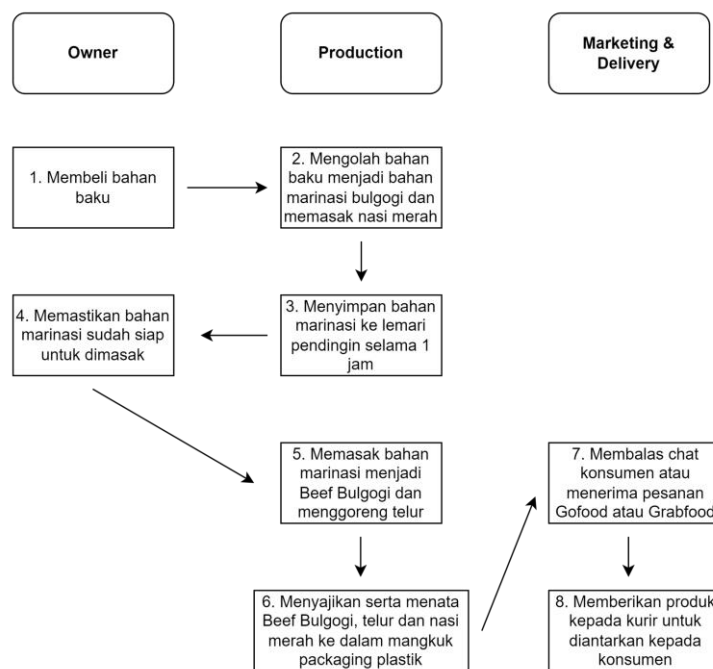 Owner
Production
Marketing &
Delivery
1. Membeli bahan
baku
2. Mengolah bahan
baku menjadi bahan
marinasi bulgogi dan
memasak nasi merah
4. Memastikan bahan
marinasi sudah siap
untuk dimasak
3. Menyimpan bahan
marinasi ke lemari
pendingin selama 1
jam
5. Memasak bahan
marinasi menjadi
Beef Bulgogi dan
menggoreng telur
7. Membalas chat
konsumen atau
menerima pesanan
Gofood atau Grabfood
6. Menyajikan serta menata
Beef Bulgogi, telur dan nasi
merah ke dalam mangkuk
packaging plastik
8. Memberikan produk
kepada kurir untuk
diantarkan kepada
konsumen